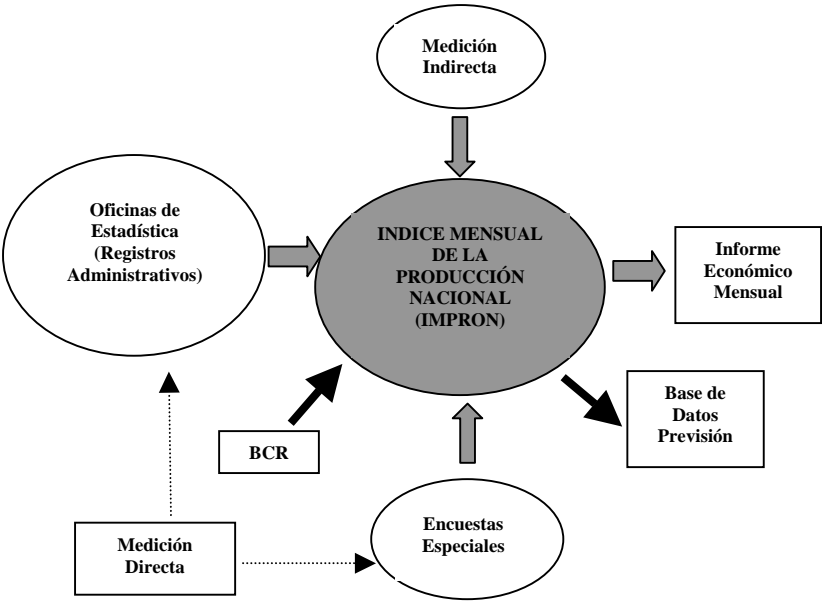 Medición
Indirecta
Oficinas de
Estadística
(Registros
Administrativos)
INDICE MENSUAL
DE LA
PRODUCCIÓN
NACIONAL
(IMPRON)
Informe
Económico
Mensual
Base de
Datos
Previsión
BCR
Encuestas
Especiales
Medición
Directa